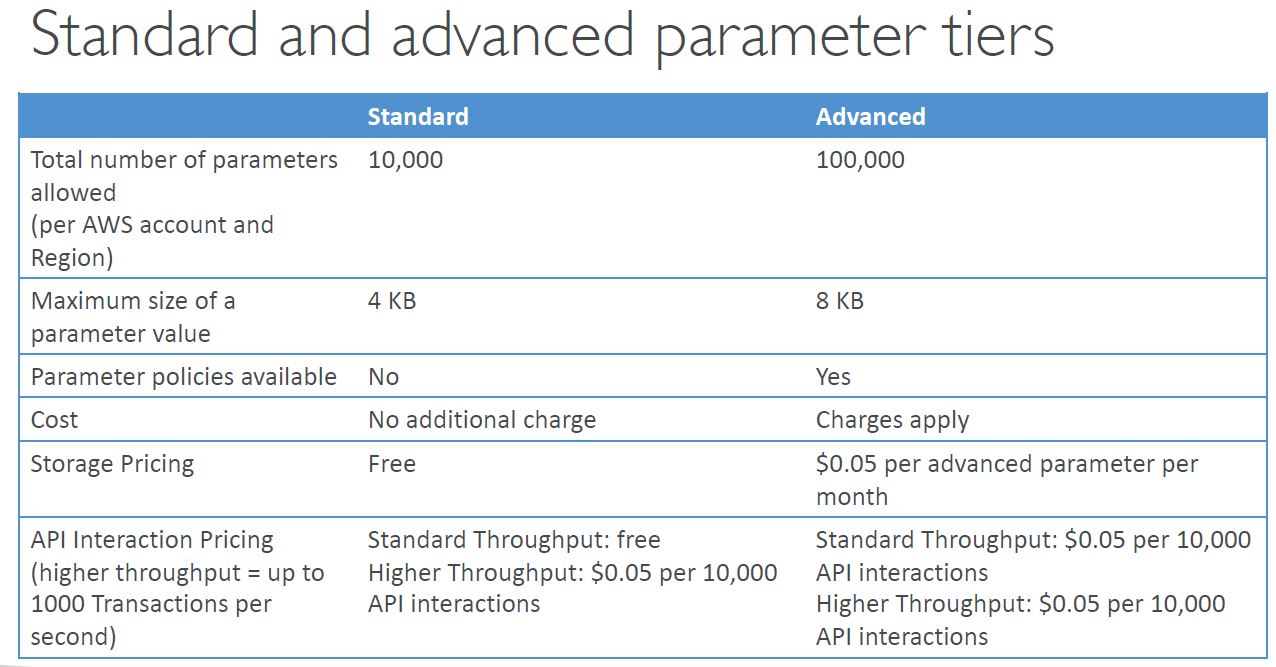 Standard and advanced parameter tiers
Standard
Advanced
Total number of parameters
allowed
(per AWS account and
Region)
10,000
100,000
Maximum size of a
parameter value
4 KB
8 KB
Parameter policies available
No
Yes
Cost
No additional charge
Charges apply
Storage Pricing
Free
$0.05 per advanced parameter per
month
API Interaction Pricing
(higher throughput = up to
1000 Transactions per
second)
Standard Throughput: free
Higher Throughput: $0.05 per 10,000
API interactions
Standard Throughput: $0.05 per 10,000
API interactions
Higher Throughput: $0.05 per 10,000
API interactions